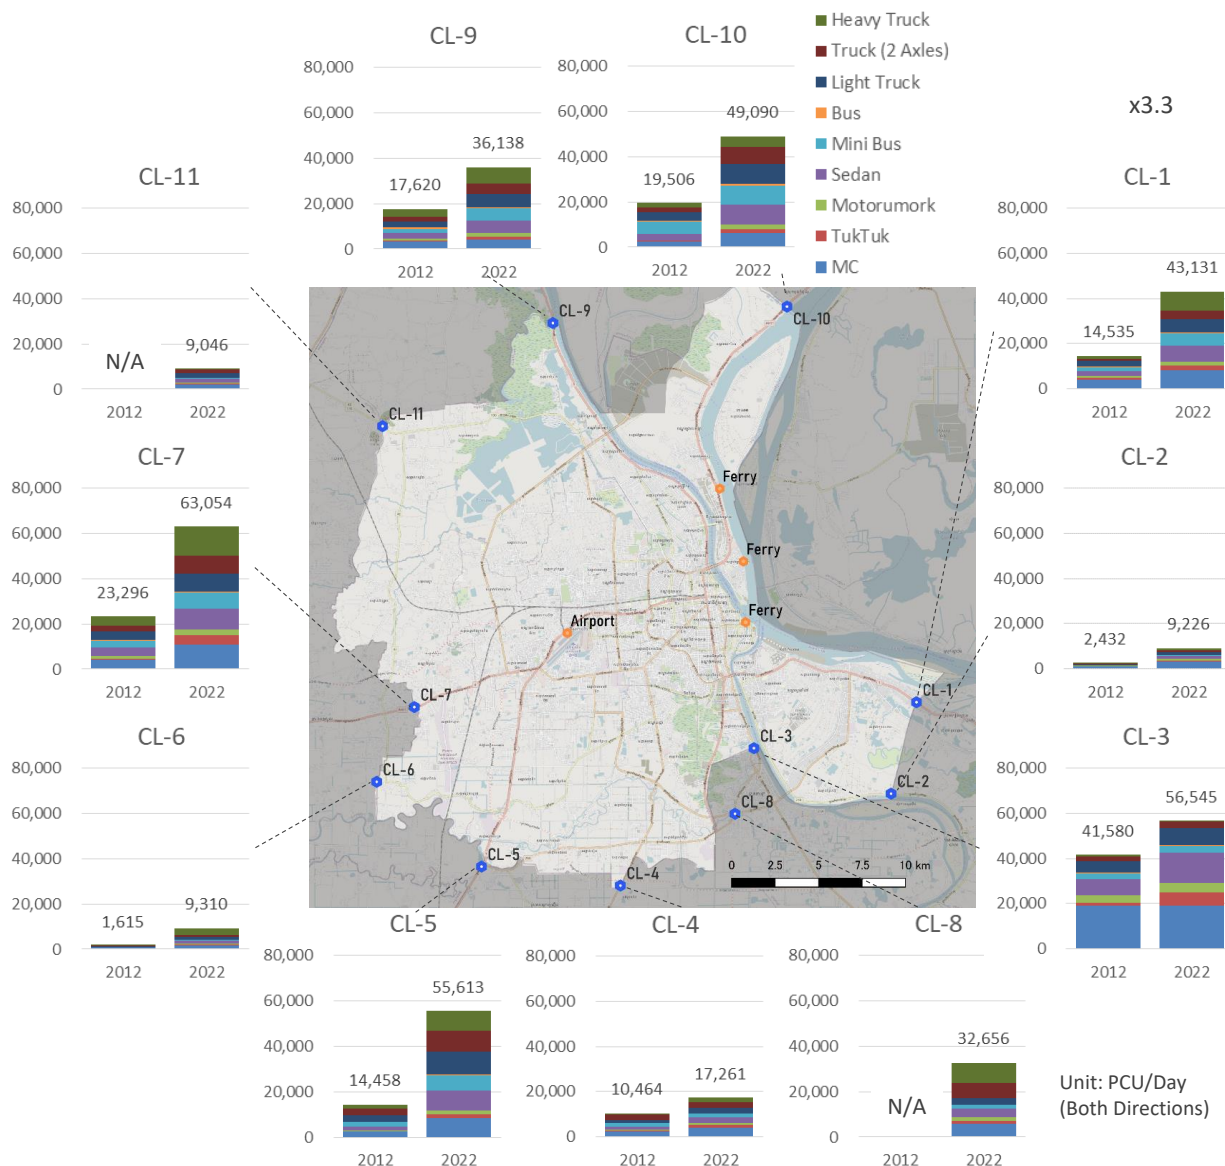 CL-9
80,000
60,000
40,000
20,000
0
17,620
36,138
2012
2022
CL-10
80,000
60,000
40,000
20,000
0
19,506
49,090
2012
2022
Heavy Truck
Truck (2 Axles)
Light Truck
Bus
Mini Bus
Sedan
Motorumork
TukTuk
MC
x3.3
CL-11
80,000
60,000
40,000
20,000
0
N/A
9,046
2012
2022
CL-1
80,000
60,000
40,000
20,000
0
14,535
43,131
2012
2022
CL-7
80,000
60,000
40,000
20,000
0
23,296
63,054
2012
2022
CL-2
80,000
60,000
40,000
20,000
0
2,432
9,226
2012
2022
CL-6
80,000
60,000
40,000
20,000
0
1,615
9,310
2012
2022
CL-3
80,000
60,000
40,000
20,000
0
41,580
56,545
2012
2022
CL-9
CL-10
CL-11
Ferry
Ferry
Ferry
Airport
CL-7
CL-1
CL-3
CL-6
CL-2
CL-8
CL-5
CL-4
0 2.5 5 7.5 10 km
CL-5
80,000
60,000
40,000
20,000
0
14,458
55,613
2012
2022
CL-4
80,000
60,000
40,000
20,000
0
10,464
17,261
2012
2022
CL-8
80,000
60,000
40,000
20,000
0
N/A
32,656
2012
2022
Unit: PCU/Day
(Both Directions)